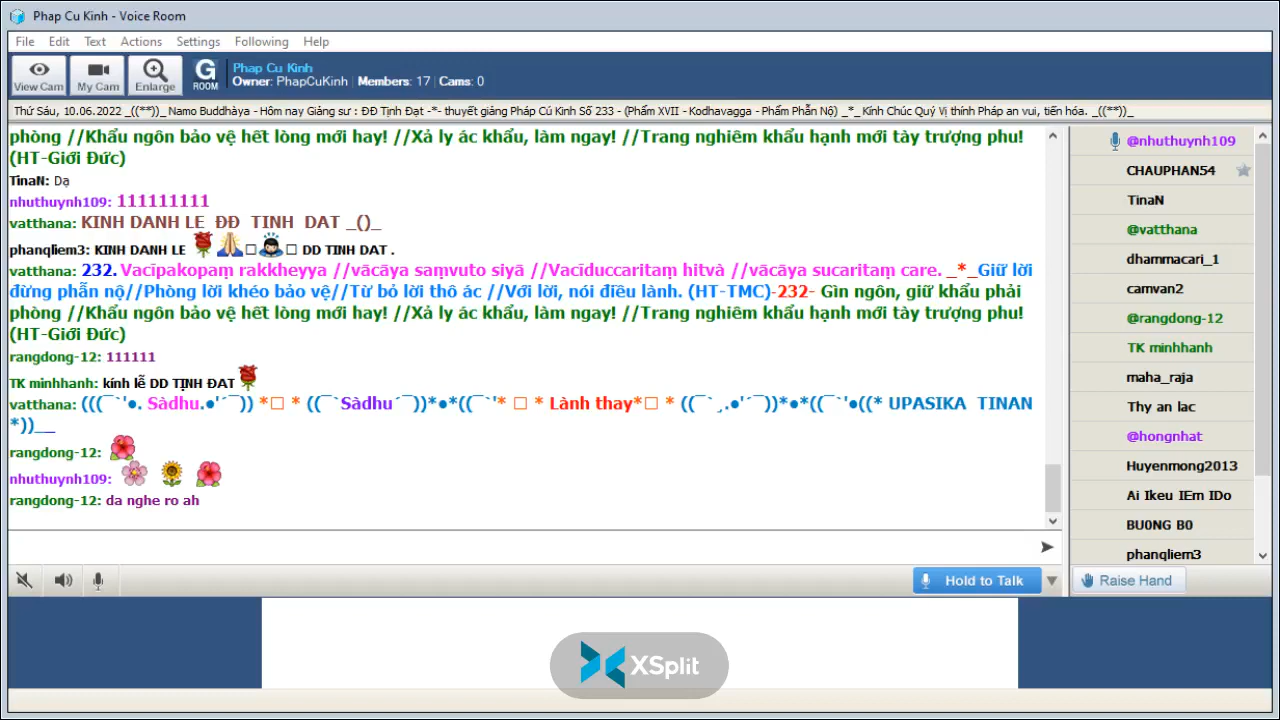 Phap Cu Kinh - Voice Room
File Edit Text Actions Settings Following Help
View Cam My Cam Enlarge G ROOM
Phap Cu Kinh
Owner: PhapCuKinh | Members: 17 | Cams: 0
Thứ Sáu, 10.06.2022 _((**))_ Namo Buddhàya - Hôm nay Giảng sư : ĐĐ Tịnh Đạt -*- thuyết giảng Pháp Cú Kinh Số 233 - (Phẩm XVII - Kodhavagga - Phẩm Phẫn Nộ) _*_ Kính Chúc Quý Vị thính Pháp an vui, tiến hóa. _((**))_
phòng //Khẩu ngôn bảo vệ hết lòng mới hay! //Xả ly ác khẩu, làm ngay! //Trang nghiêm khẩu hạnh mới tày trượng phu!
(HT-Giới Đức)
TinaN: Dạ
nhuthuynh109: 111111111
vatthana: KINH DANH LE ĐĐ TINH DAT _()_
phanqliem3: KINH DANH LE 🌹🙏□🙇□ DD TINH DAT .
vatthana: 232. Vacīpakopaṃ rakkheyya //vācāya saṃvuto siyā //Vacīduccaritaṃ hitvā //vācāya sucaritaṃ care. _*_Giữ lời
đừng phẫn nộ//Phòng lời khéo bảo vệ//Từ bỏ lời thô ác //Với lời, nói điều lành. (HT-TMC)-232- Gìn ngôn, giữ khẩu phải
phòng //Khẩu ngôn bảo vệ hết lòng mới hay! //Xả ly ác khẩu, làm ngay! //Trang nghiêm khẩu hạnh mới tày trượng phu!
(HT-Giới Đức)
rangdong-12: 111111
TK minhhanh: kính lễ DD TỊNH ĐAT 🌹
vatthana: (((¯`'●. Sàdhu.●'´¯)) *□ * ((¯`Sàdhu´¯))*●*((¯`'* □ * Lành thay*□ * ((¯`¸.●'´¯))*●*((¯`'●((* UPASIKA TINAN
*))__
rangdong-12: 🌺
nhuthuynh109: 🌸 🌻 🌺
rangdong-12: da nghe ro ah
@nhuthuynh109
CHAUPHAN54
TinaN
@vatthana
dhammacari_1
camvan2
@rangdong-12
TK minhhanh
maha_raja
Thy an lac
@hongnhat
Huyenmong2013
Ai Ikeu IEm IDo
BU0NG B0
phanqliem3
Hold to Talk
Raise Hand
XSplit